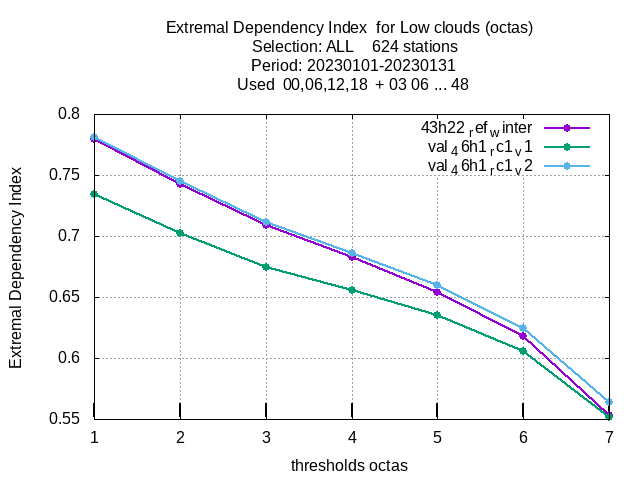 Extremal Dependency Index  for Low clouds (octas)
Selection: ALL    624 stations
Period: 20230101-20230131
Used  00,06,12,18  + 03 06 ... 48
0.8
43h22 ref winter
val 46h1 rc1 v1
val 46h1 rc1 v2
0.75
0.7
0.65
0.6
0.55
Extremal Dependency Index
1 2 3 4 5 6 7
thresholds octas